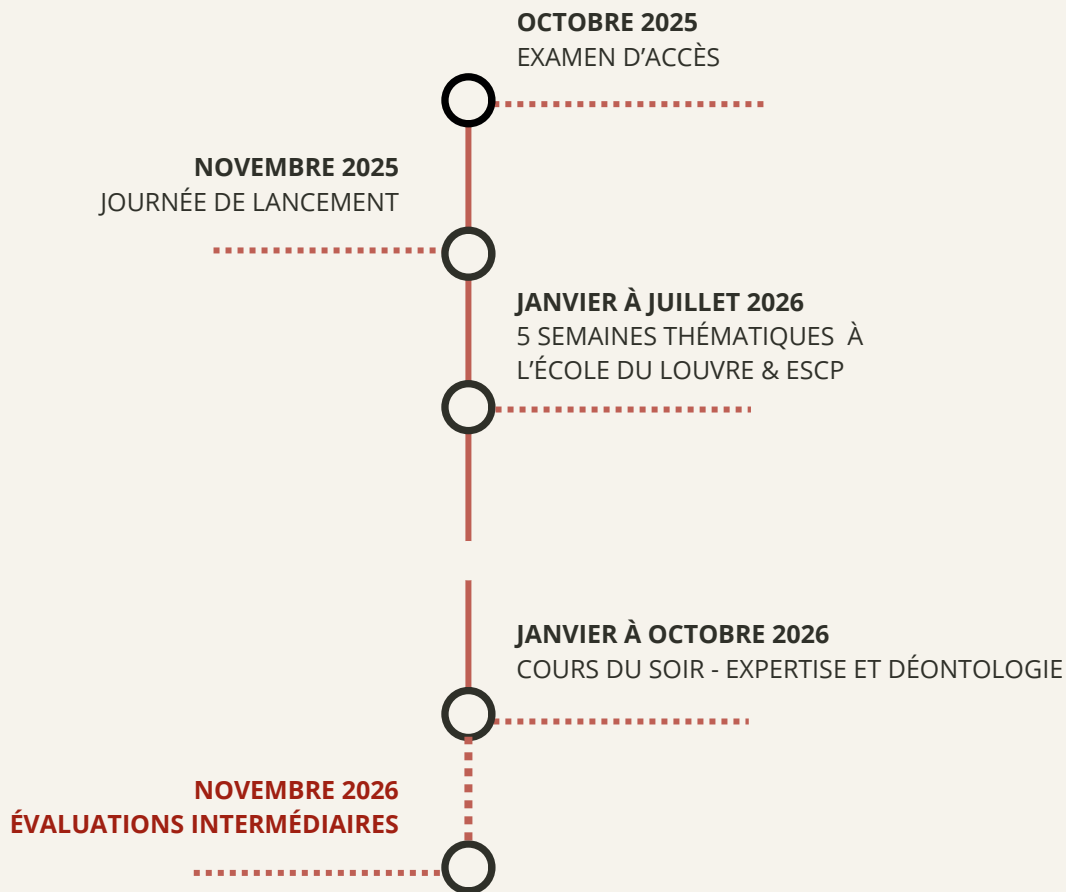 OCTOBRE 2025
EXAMEN D'ACCÈS
NOVEMBRE 2025
JOURNÉE DE LANCEMENT
JANVIER À JUILLET 2026
5 SEMAINES THÉMATIQUES À
L'ÉCOLE DU LOUVRE & ESCP
JANVIER À OCTOBRE 2026
COURS DU SOIR - EXPERTISE ET DÉONTOLOGIE
NOVEMBRE 2026
ÉVALUATIONS INTERMÉDIAIRES